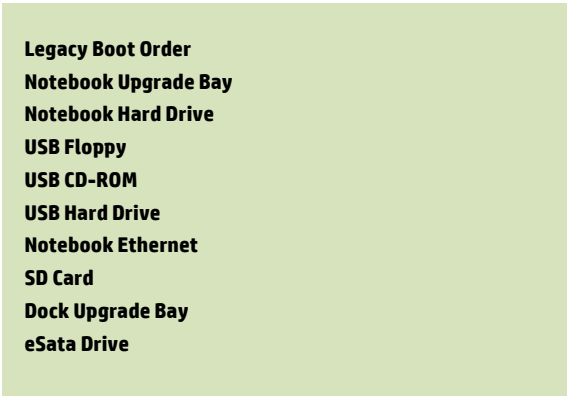 Legacy Boot Order
Notebook Upgrade Bay
Notebook Hard Drive
USB Floppy
USB CD-ROM
USB Hard Drive
Notebook Ethernet
SD Card
Dock Upgrade Bay
eSata Drive